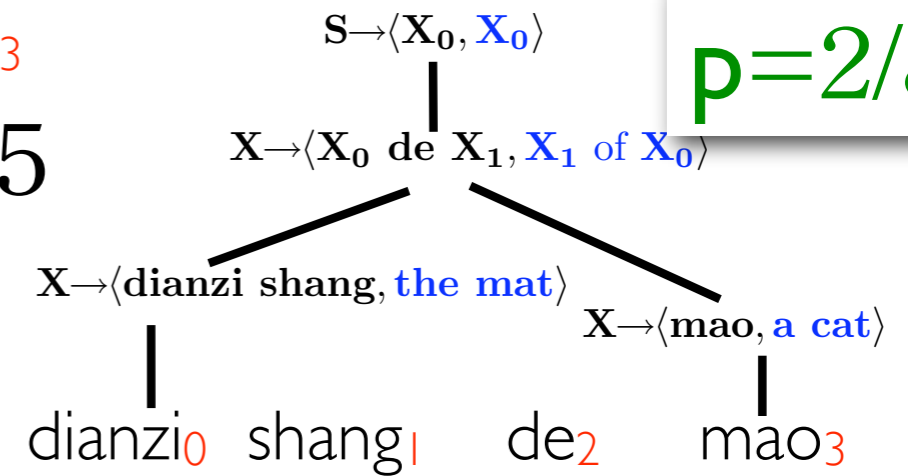 S→⟨X₀, X₀⟩
3
p=2/
X→⟨X₀ de X₁, X₁ of X₀⟩
5
X→⟨dianzi shang, the mat⟩
X→⟨mao, a cat⟩
dianzi₀ shang₁ de₂ mao₃